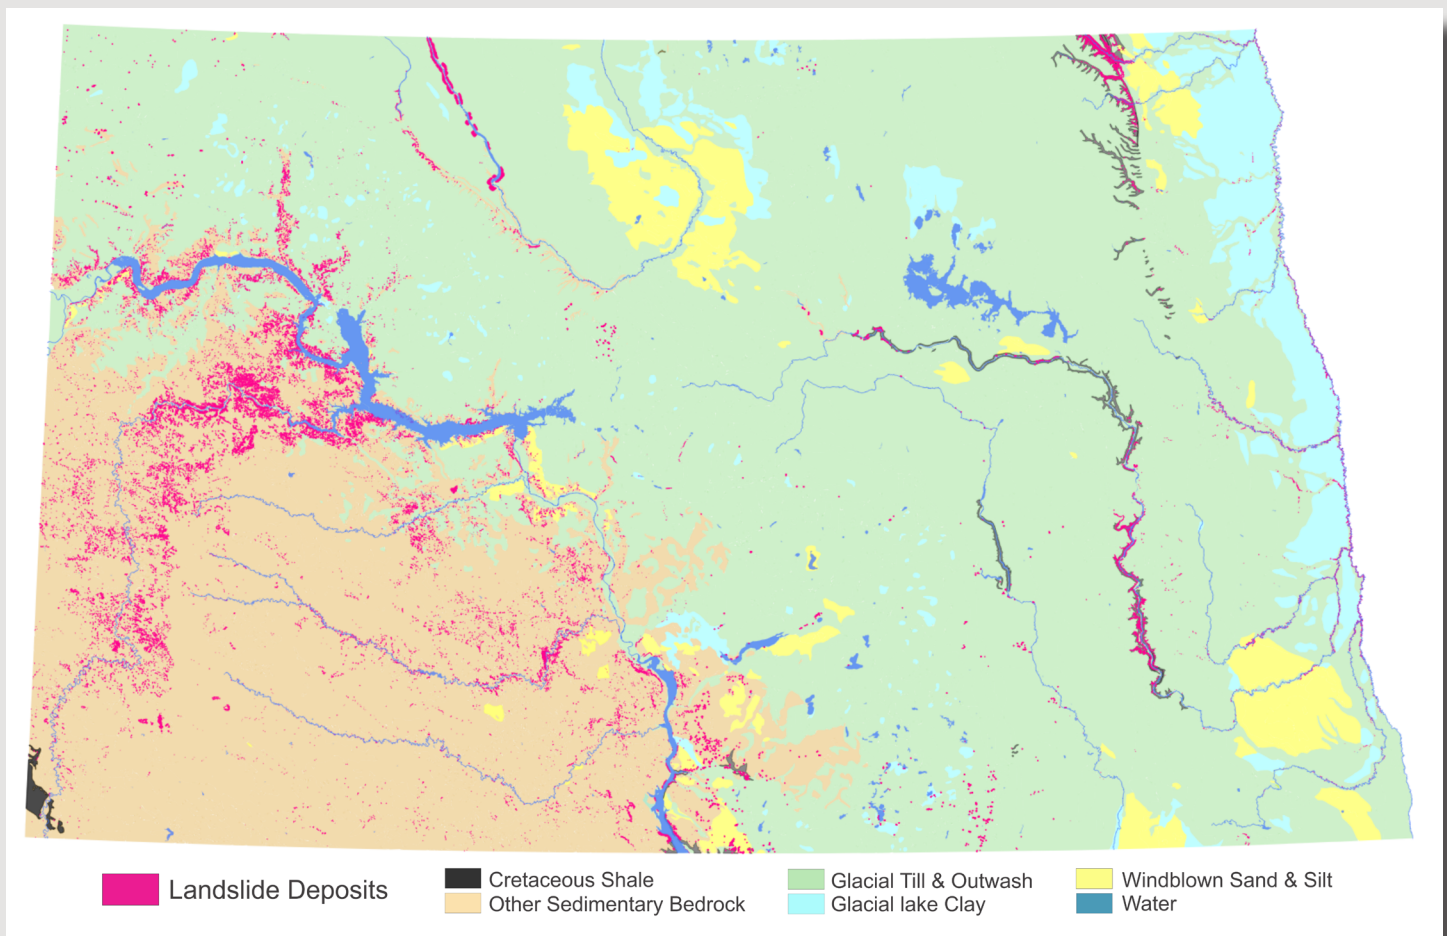 Landslide Deposits
Cretaceous Shale
Other Sedimentary Bedrock
Glacial Till & Outwash
Glacial lake Clay
Windblown Sand & Silt
Water